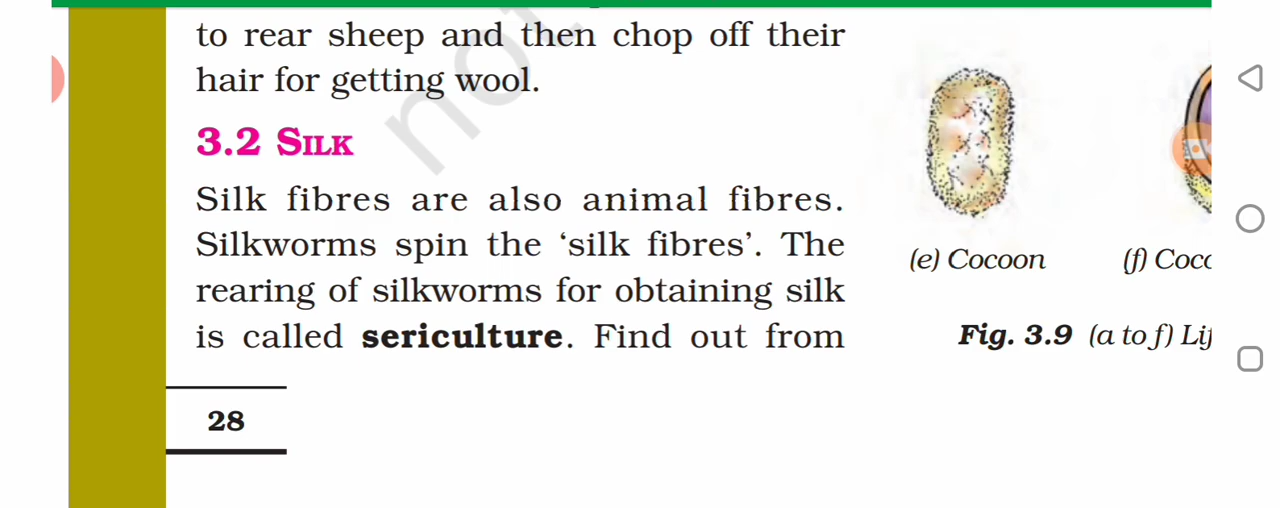 to rear sheep and then chop off their
hair for getting wool.
3.2 SILK
Silk fibres are also animal fibres.
Silkworms spin the ‘silk fibres’. The
rearing of silkworms for obtaining silk
is called sericulture. Find out from
28
(e) Cocoon
(f)
Fig. 3.9 (a to f)
not